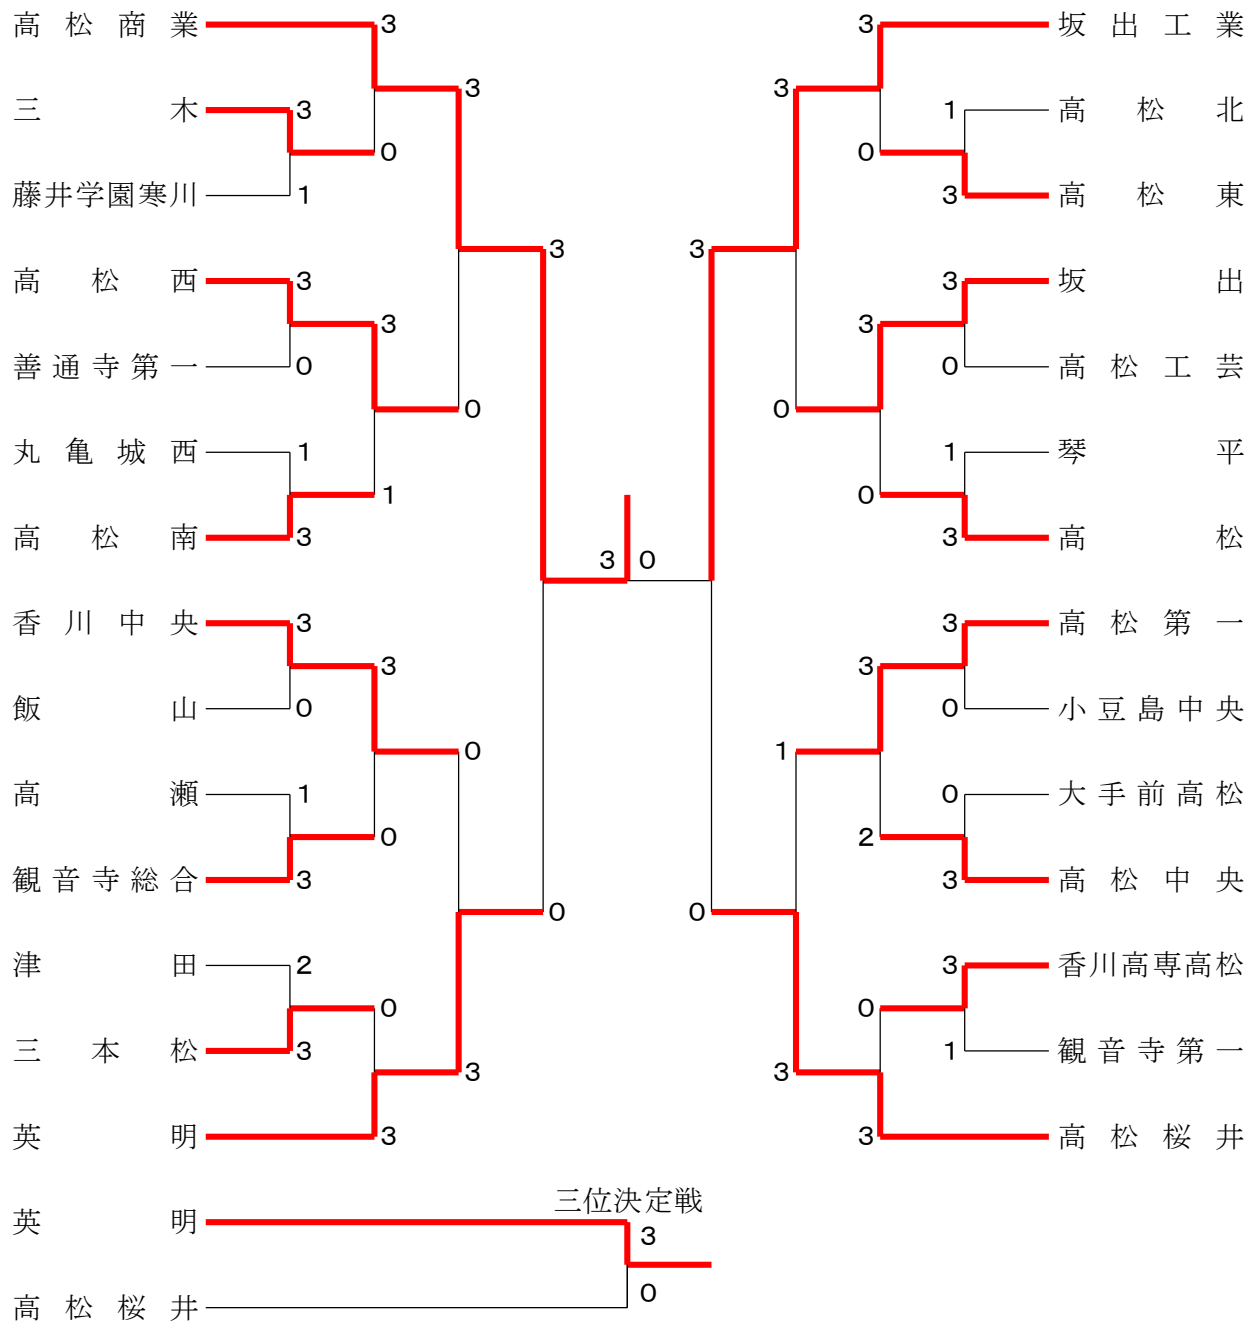 高松商業 3 3 坂出工業
3 3
三木 3 1 高松北
0 0
藤井学園寒川 1 3 高松東
3 3
高松西 3 3 坂出
3 3
善通寺第一 0 0 高松工芸
0 0
丸亀城西 1 1 琴平
1 0
高松南 3 3 高松
3 0
香川中央 3 3 高松第一
3 3
飯山 0 0 小豆島中央
0 1
高瀬 1 0 大手前高松
0 2
観音寺総合 3 3 高松中央
0 0
津田 2 3 香川高専高松
0 0
三本松 3 1 観音寺第一
3 3
英明 3 3 高松桜井
三位決定戦
英明 3
高松桜井 0